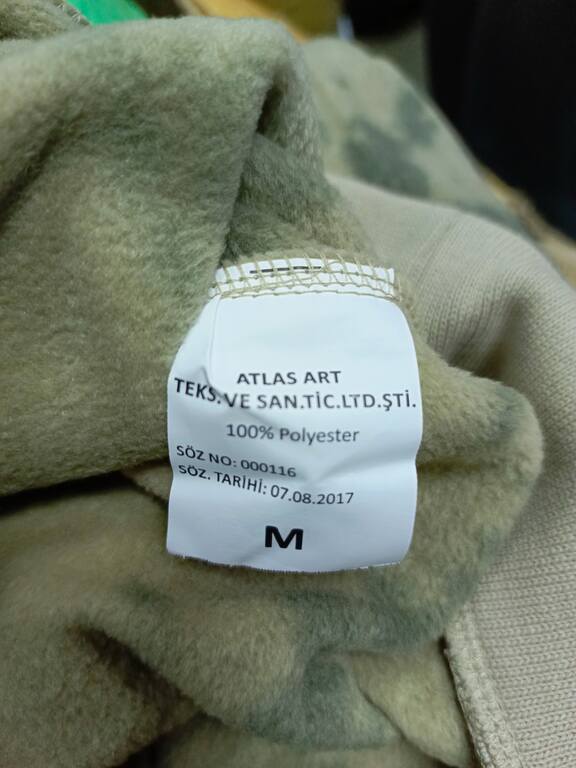 ATLAS ART
TEKS.VE SAN.TİC.LTD.ŞTİ.
100% Polyester
SÖZ NO: 000116
SÖZ. TARİHİ: 07.08.2017
M